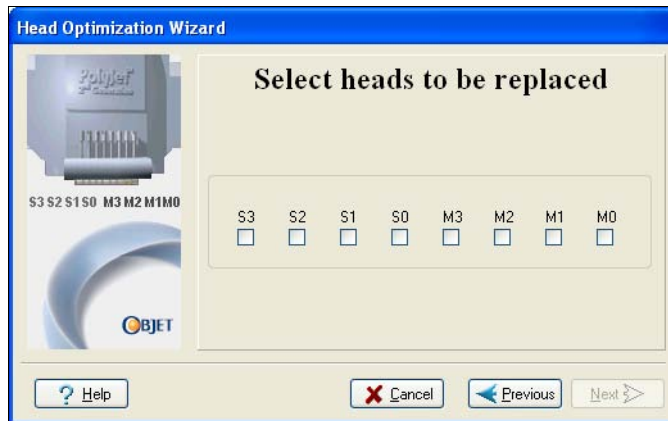 Head Optimization Wizard
PolyJet
Select heads to be replaced
S3 S2 S1 S0 M3 M2 M1 M0
S3 S2 S1 S0 M3 M2 M1 M0
OBJET
? Help
Cancel
Previous
Next